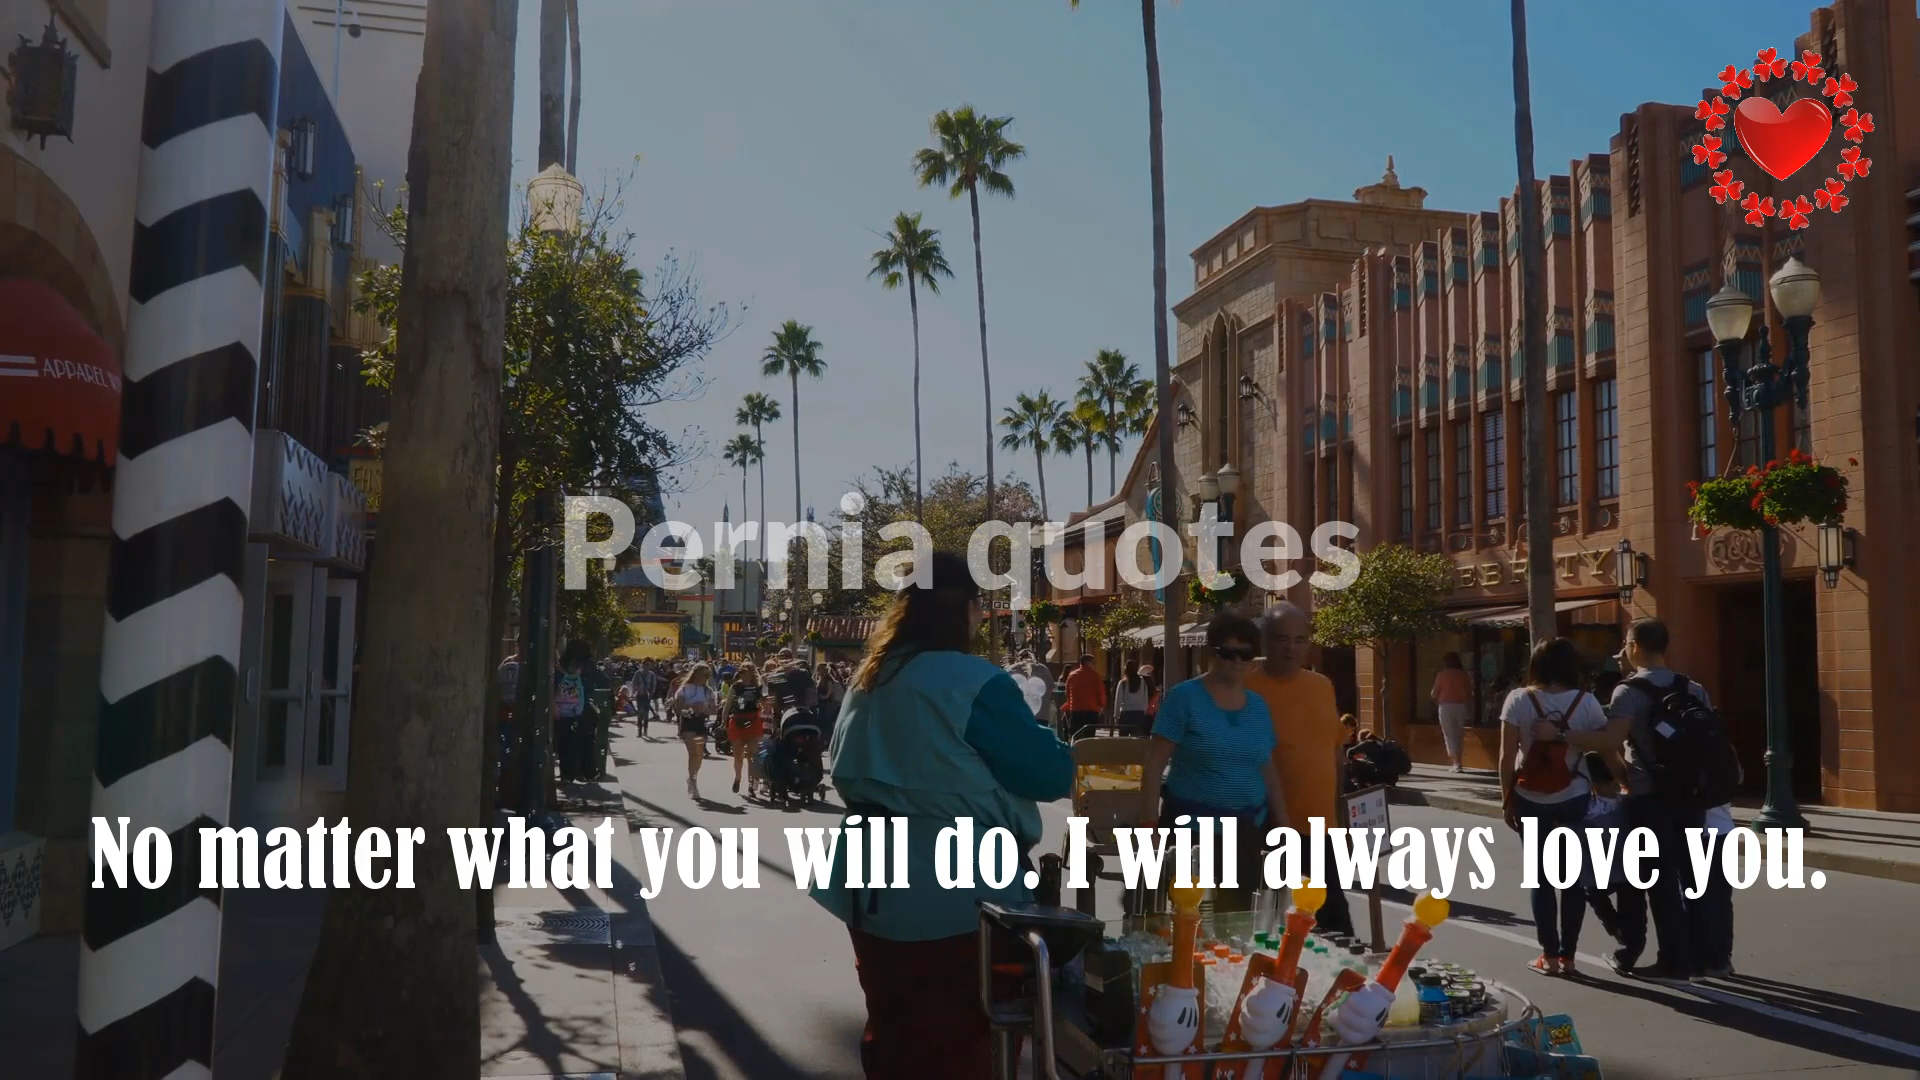 APPAREL
Pernia quotes
No matter what you will do. I will always love you.